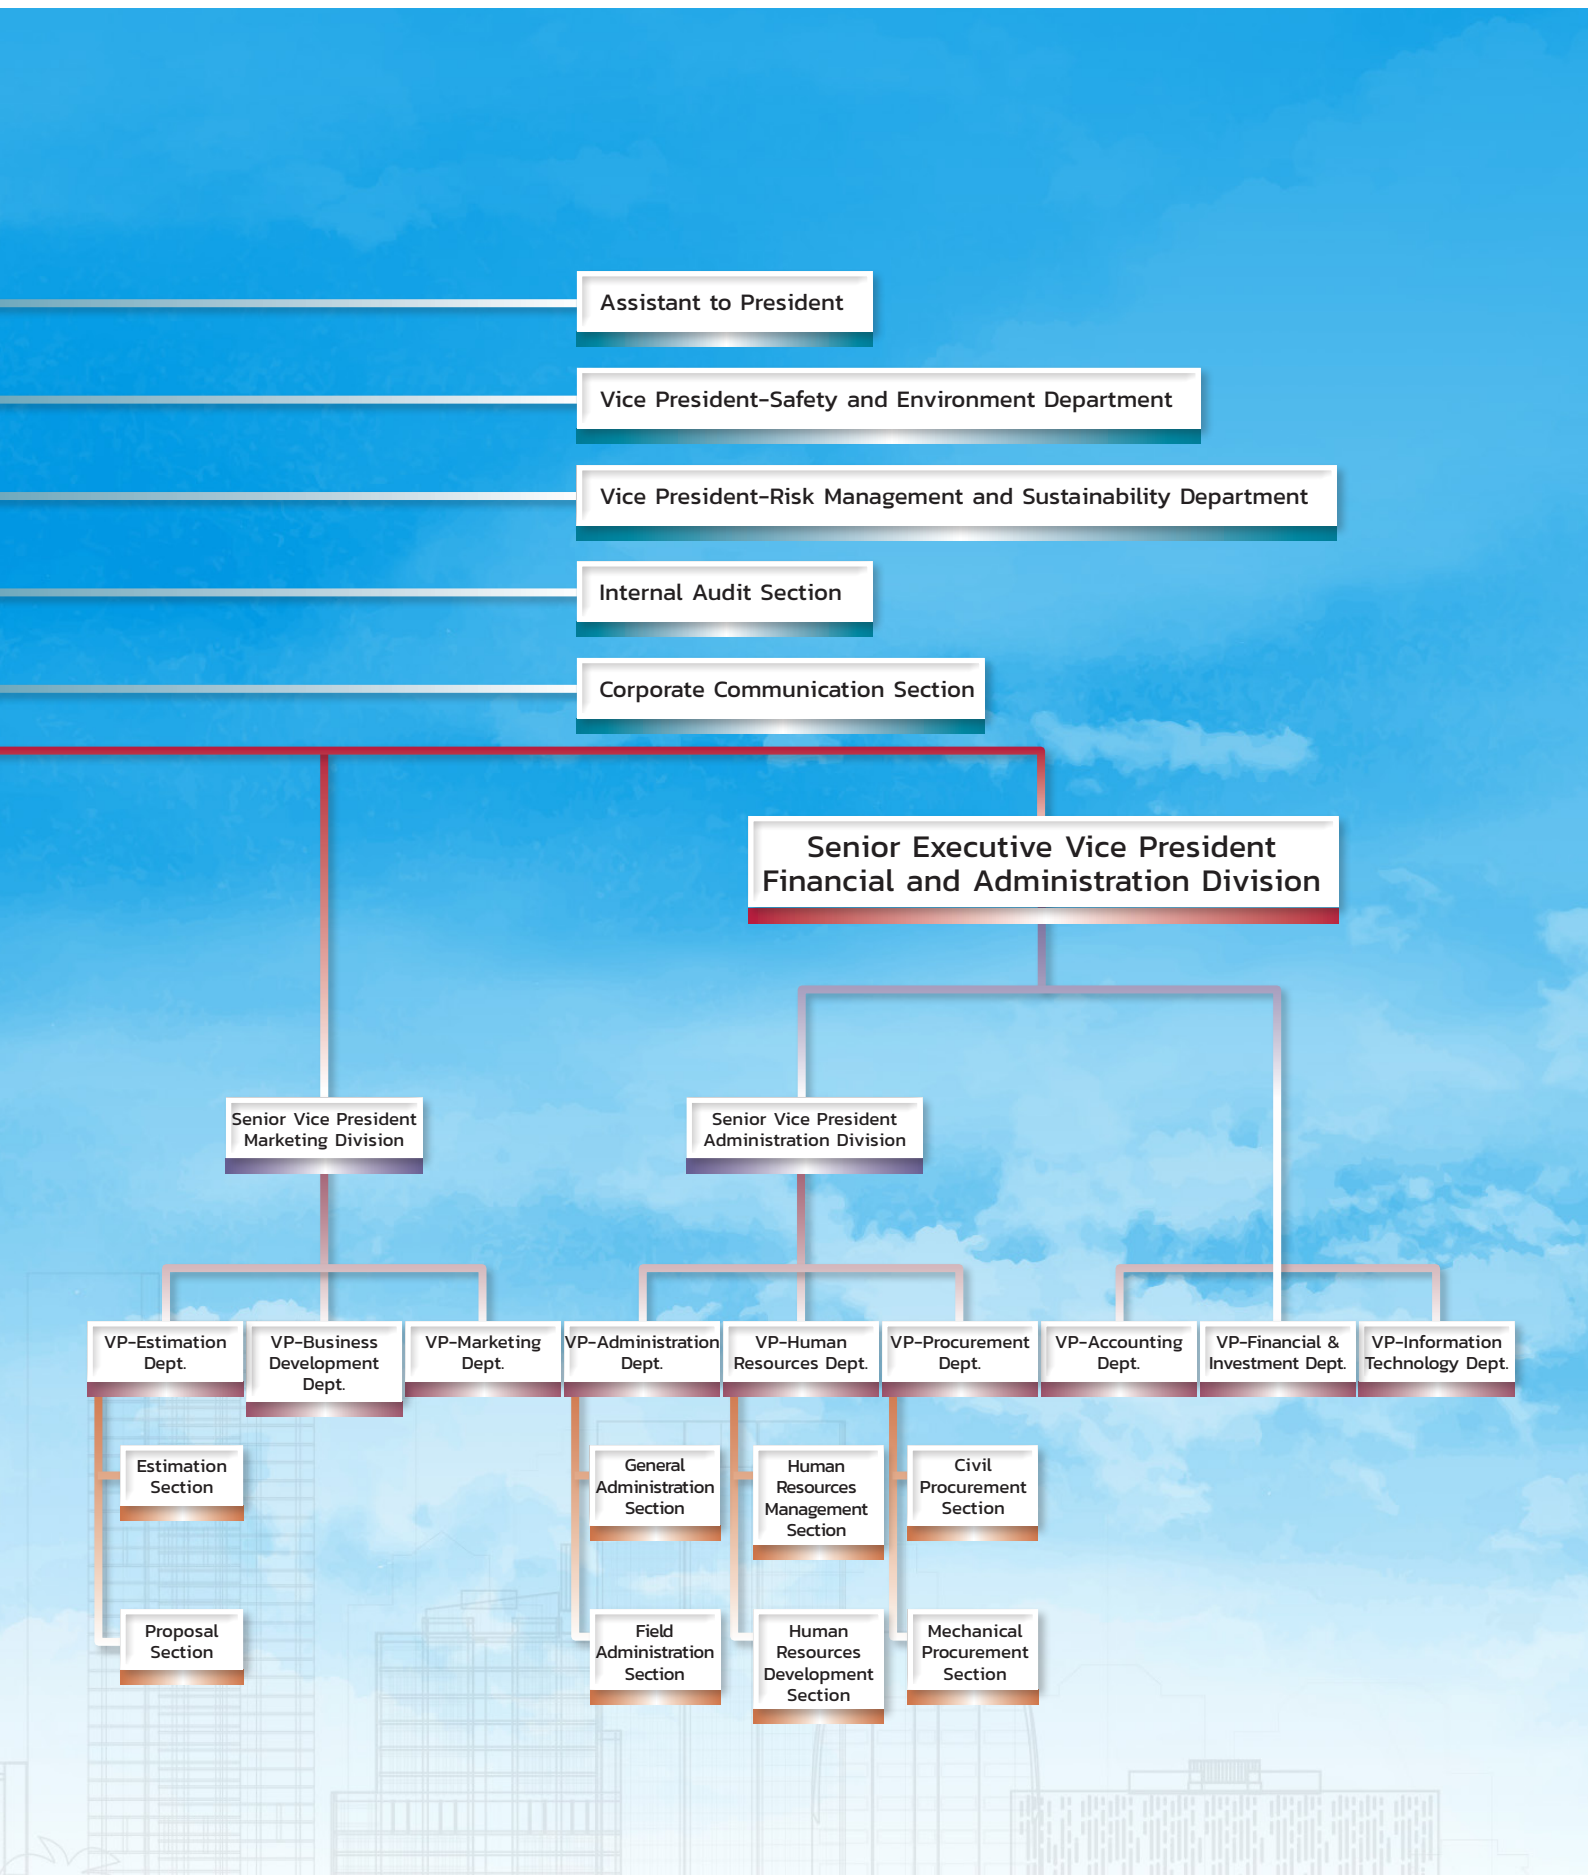 Assistant to President
Vice President-Safety and Environment Department
Vice President-Risk Management and Sustainability Department
Internal Audit Section
Corporate Communication Section
Senior Executive Vice President
Financial and Administration Division
Senior Vice President
Marketing Division
Senior Vice President
Administration Division
VP-Estimation
Dept.
VP-Business
Development
Dept.
VP-Marketing
Dept.
VP-Administration
Dept.
VP-Human
Resources Dept.
VP-Procurement
Dept.
VP-Accounting
Dept.
VP-Financial &
Investment Dept.
VP-Information
Technology Dept.
Estimation
Section
General
Administration
Section
Human
Resources
Management
Section
Civil
Procurement
Section
Proposal
Section
Field
Administration
Section
Human
Resources
Development
Section
Mechanical
Procurement
Section